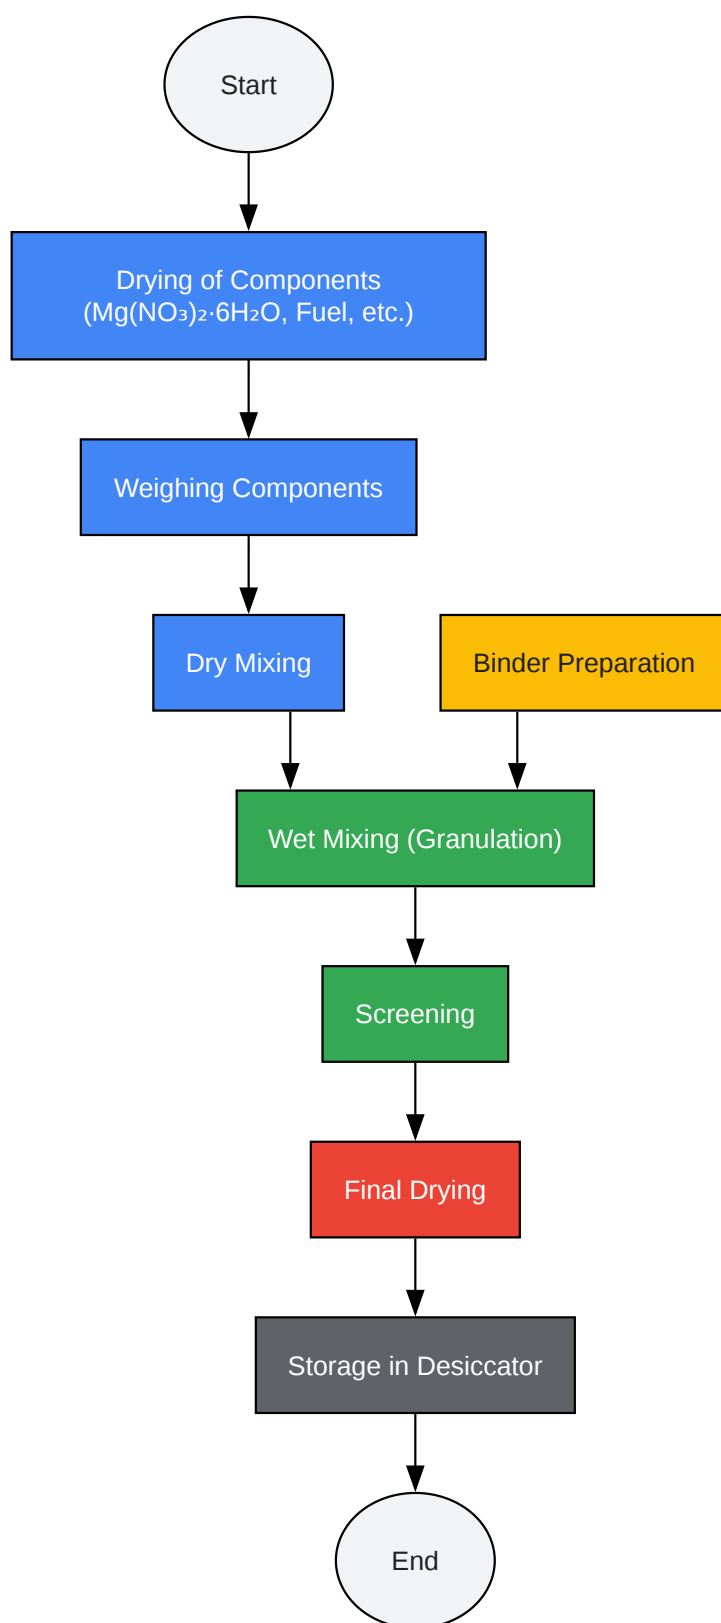 Start
Drying of Components
(Mg(NO₃)₂·6H₂O, Fuel, etc.)
Weighing Components
Dry Mixing
Binder Preparation
Wet Mixing (Granulation)
Screening
Final Drying
Storage in Desiccator
End